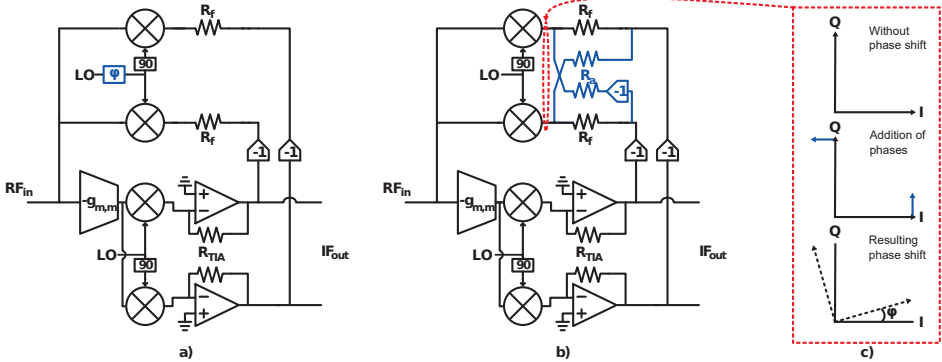 R_f
LO φ 90
R_f
-1 -1
RF_in
-g_m,m
+
−
R_TIA
LO
90
IF_out
−
+
a)
R_f
R_a
LO 90
-1
R_f
-1 -1
RF_in
-g_m,m
+
−
R_TIA
LO
90
IF_out
−
+
b)
Q
Without
phase shift
I
Q
Addition of
phases
I
Q
Resulting
phase shift
φ
I
c)